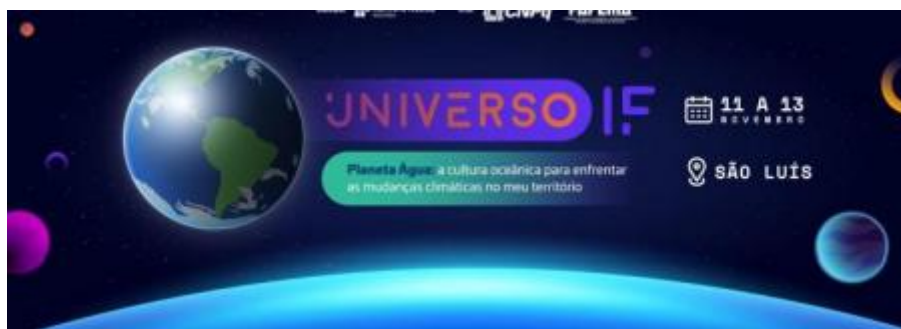 CNPq
UNIVERSO IF
Planeta Água: a cultura oceânica para enfrentar
as mudanças climáticas no meu território
11 A 13
NOVEMBRO
SÃO LUÍS